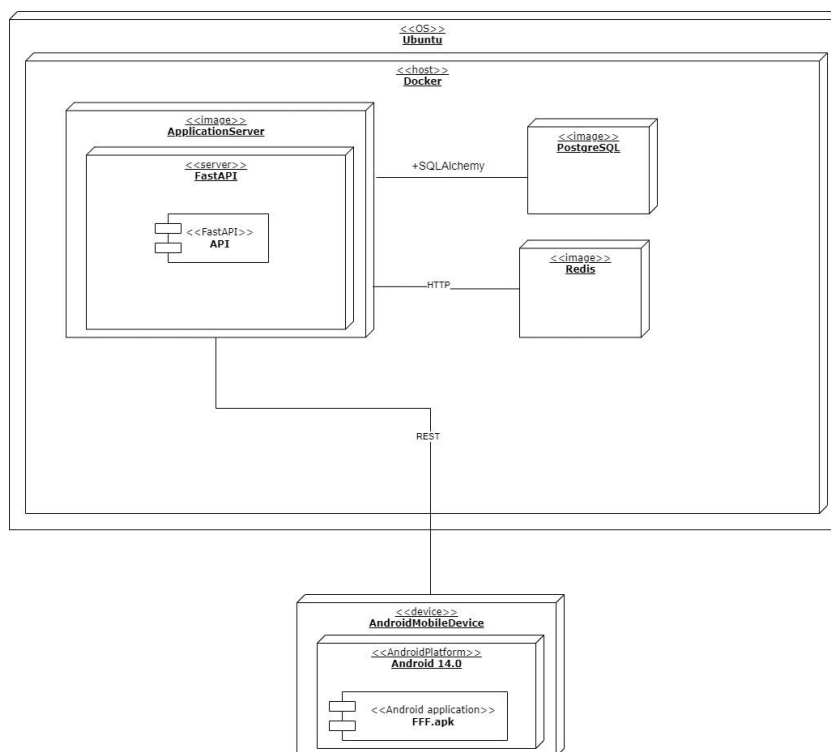 <<OS>>
Ubuntu
<<host>>
Docker
<<image>>
ApplicationServer
<<server>>
FastAPI
<<FastAPI>>
API
+SQLAlchemy
<<image>>
PostgreSQL
HTTP
<<image>>
Redis
REST
<<device>>
AndroidMobileDevice
<<AndroidPlatform>>
Android 14.0
<<Android application>>
FFF.apk